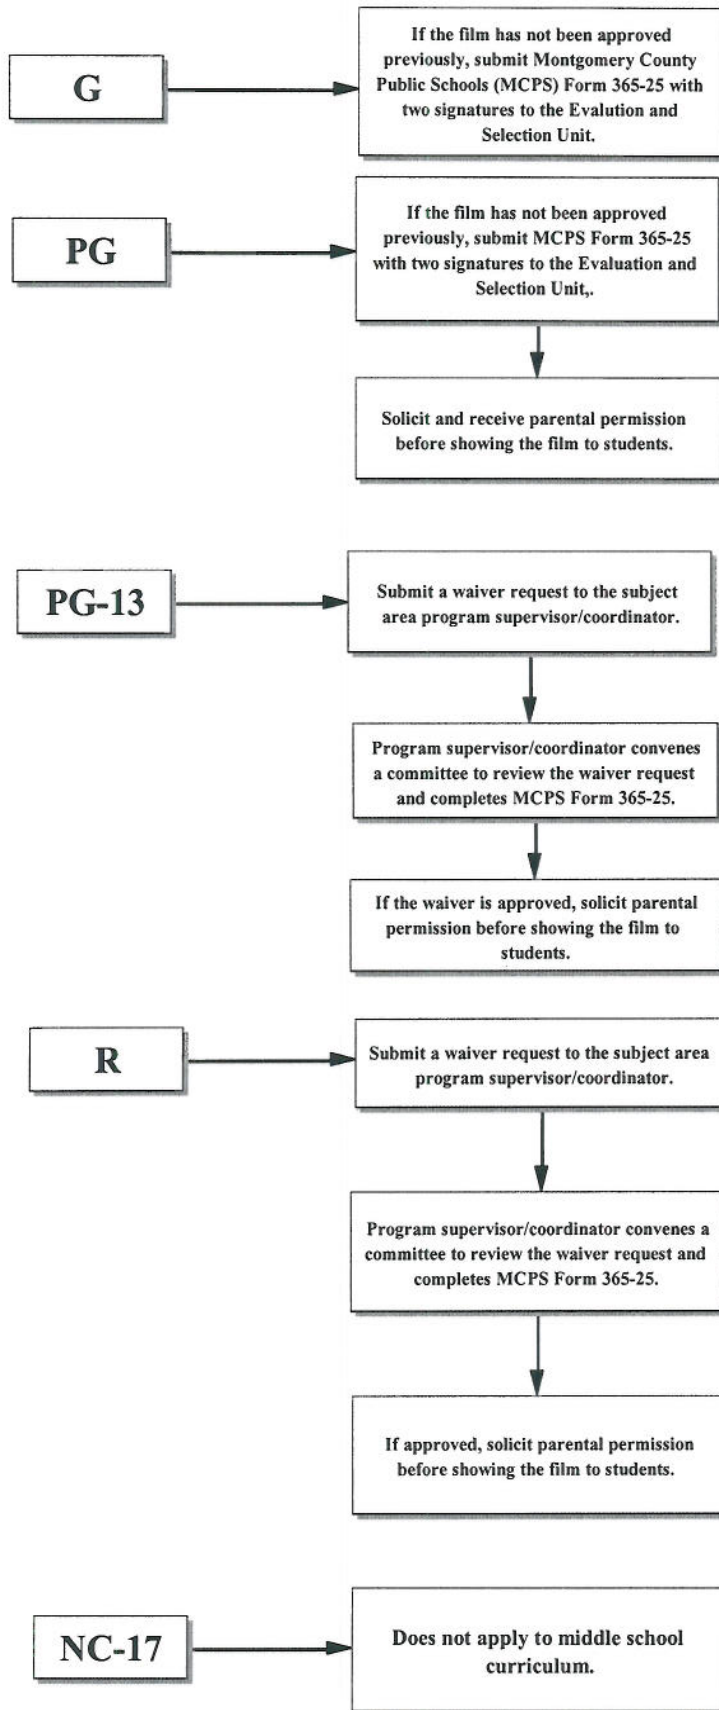 G
If the film has not been approved
previously, submit Montgomery County
Public Schools (MCPS) Form 365-25 with
two signatures to the Evalution and
Selection Unit.
PG
If the film has not been approved
previously, submit MCPS Form 365-25
with two signatures to the Evaluation and
Selection Unit,.
Solicit and receive parental permission
before showing the film to students.
PG-13
Submit a waiver request to the subject
area program supervisor/coordinator.
Program supervisor/coordinator convenes
a committee to review the waiver request
and completes MCPS Form 365-25.
If the waiver is approved, solicit parental
permission before showing the film to
students.
R
Submit a waiver request to the subject area
program supervisor/coordinator.
Program supervisor/coordinator convenes a
committee to review the waiver request and
completes MCPS Form 365-25.
If approved, solicit parental permission
before showing the film to students.
NC-17
Does not apply to middle school
curriculum.